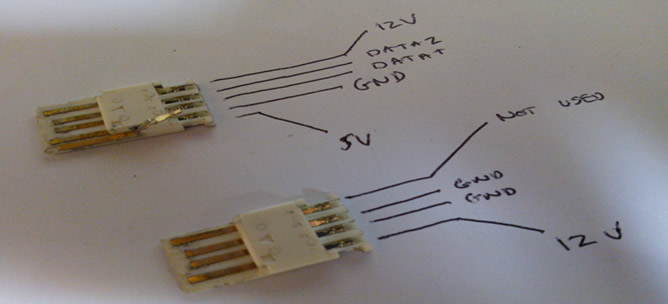 12V
DATA2
DATA1
GND
5V
NOT USED
GND
GND
12V